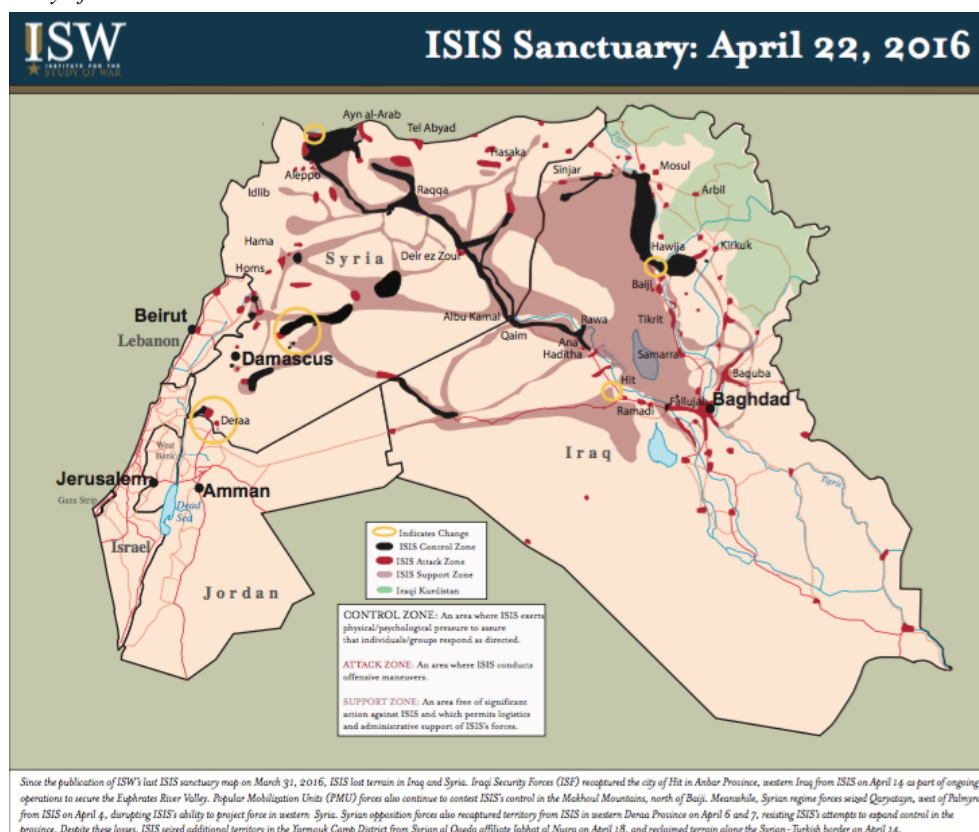 ISW
INSTITUTE FOR THE
STUDY OF WAR
ISIS Sanctuary: April 22, 2016
Ayn al-Arab
Tel Abyad
Aleppo
Hasaka
Sinjar
Tigris
Mosul
Arbil
Idlib
Raqqa
Hama
Syria
Deir ez Zour
Hawija
Kirkuk
Homs
Baiji
Beirut
Lebanon
Albu Kamal
Qaim
Rawa
Ana
Haditha
Tikrit
Samarra
Damascus
Euphrates
Hit
Baquba
Deraa
Ramadi
Fallujah
Baghdad
West
Bank
Iraq
Jerusalem
Gaza Strip
Amman
Dead
Sea
Tigris
Israel
Jordan
Indicates Change
ISIS Control Zone
ISIS Attack Zone
ISIS Support Zone
Iraqi Kurdistan
CONTROL ZONE: An area where ISIS exerts
physical/psychological pressure to assure
that individuals/groups respond as directed.
ATTACK ZONE: An area where ISIS conducts
offensive maneuvers.
SUPPORT ZONE: An area free of significant
action against ISIS and which permits logistics
and administrative support of ISIS's forces.
Since the publication of ISW's last ISIS sanctuary map on March 31, 2016, ISIS lost terrain in Iraq and Syria. Iraqi Security Forces (ISF) recaptured the city of Hit in Anbar Province, western Iraq from ISIS on April 14 as part of ongoing
operations to secure the Euphrates River Valley. Popular Mobilization Units (PMU) forces also continue to contest ISIS's control in the Makhoul Mountains, north of Baiji. Meanwhile, Syrian regime forces seized Qaryatayn, west of Palmyra
from ISIS on April 4, disrupting ISIS's ability to project force in western Syria. Syrian opposition forces also recaptured territory from ISIS in western Deraa Province on April 6 and 7, resisting ISIS's attempts to expand control in the
province. Despite these losses, ISIS seized additional territory in the Yarmouk Camp District from Syrian al Qaeda affiliate Jabhat al Nusra on April 18, and reclaimed terrain along the Syrian-Turkish border on April 14.